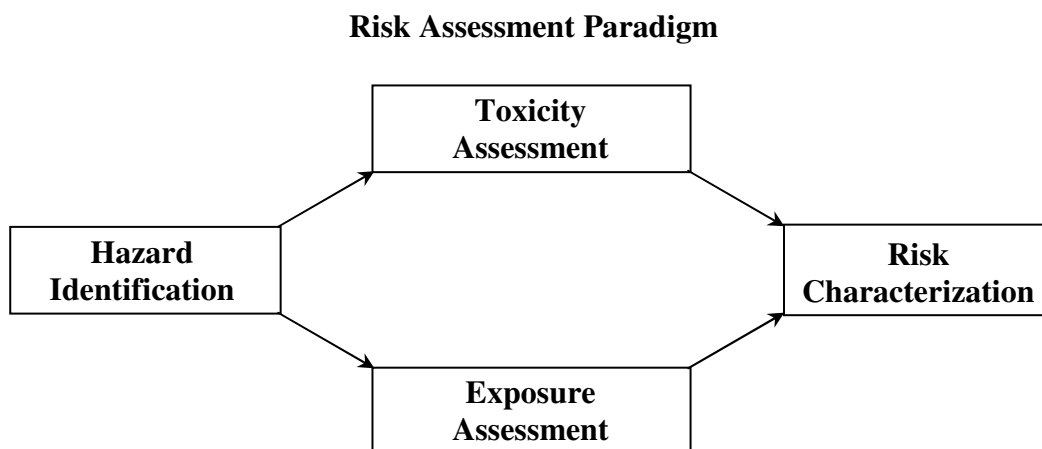 Risk Assessment Paradigm
Toxicity
Assessment
Hazard
Identification
Risk
Characterization
Exposure
Assessment